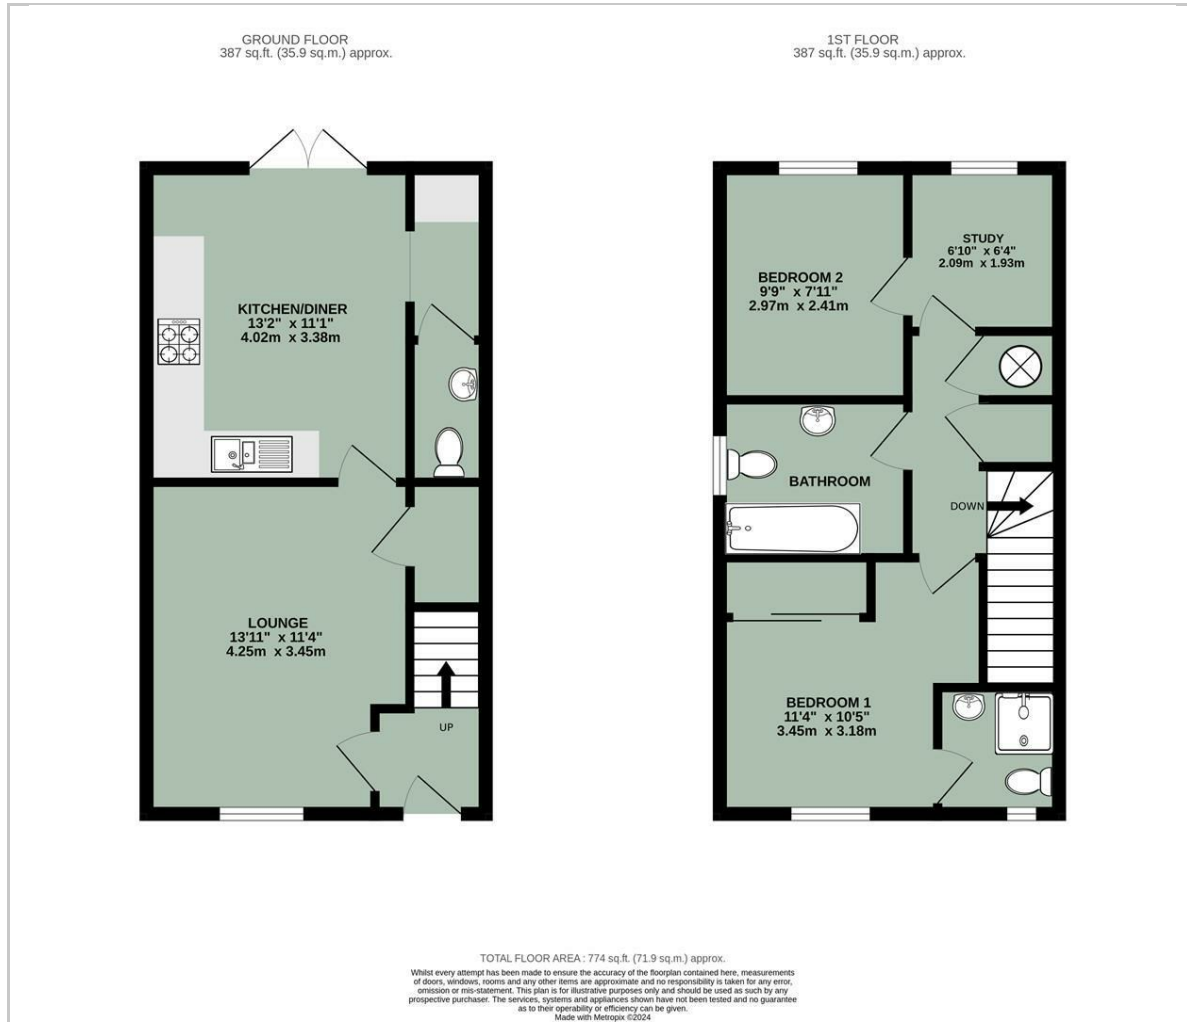 GROUND FLOOR
387 sq.ft. (35.9 sq.m.) approx.
1ST FLOOR
387 sq.ft. (35.9 sq.m.) approx.
KITCHEN/DINER
13'2" x 11'1"
4.02m x 3.38m
LOUNGE
13'11" x 11'4"
4.25m x 3.45m
UP
BEDROOM 2
9'9" x 7'11"
2.97m x 2.41m
STUDY
6'10" x 6'4"
2.09m x 1.93m
BATHROOM
DOWN
BEDROOM 1
11'4" x 10'5"
3.45m x 3.18m
TOTAL FLOOR AREA : 774 sq.ft. (71.9 sq.m.) approx.
Whilst every attempt has been made to ensure the accuracy of the floorplan contained here, measurements
of doors, windows, rooms and any other items are approximate and no responsibility is taken for any error,
omission or mis-statement. This plan is for illustrative purposes only and should be used as such by any
prospective purchaser. The services, systems and appliances shown have not been tested and no guarantee
as to their operability or efficiency can be given.
Made with Metropix ©2024